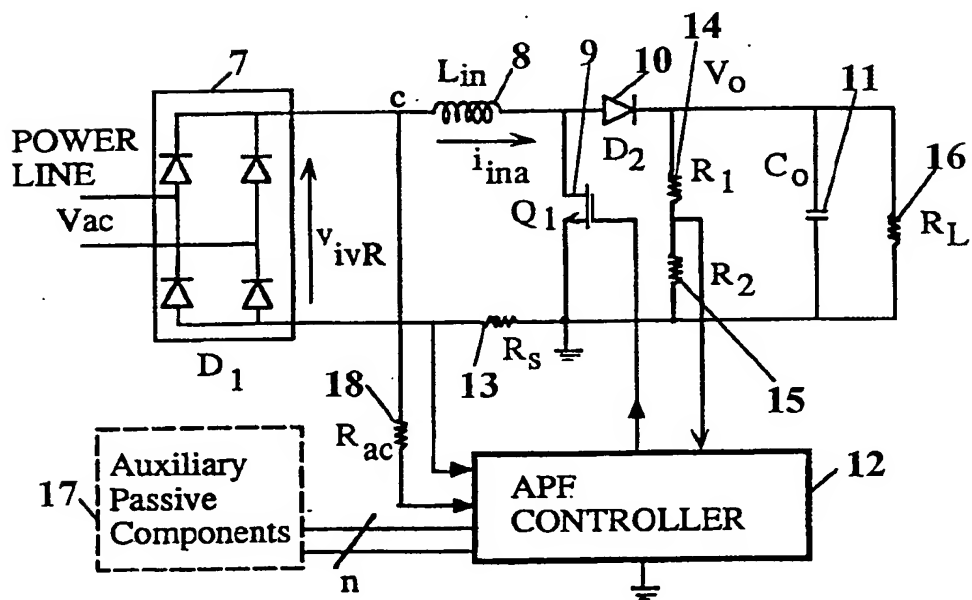 7
8
9
10
14
11
16
L in
c
V o
D 2
i ina
POWER
LINE
Vac
v ivR
Q 1
R 1
C o
R L
R 2
R s
D 1
13
15
18
R ac
17
Auxiliary
Passive
Components
n
APF
CONTROLLER
12